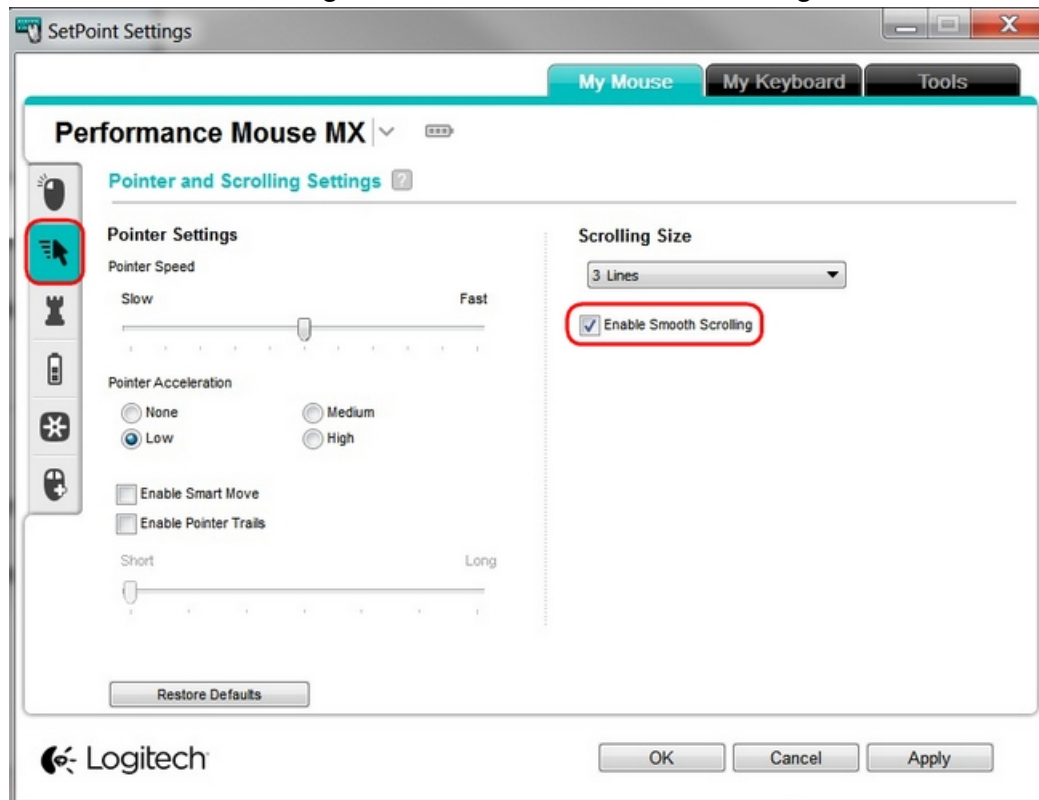 SetPoint Settings
My Mouse My Keyboard Tools
Performance Mouse MX
Pointer and Scrolling Settings ?
Pointer Settings
Pointer Speed
Slow Fast
Pointer Acceleration
None Medium
Low High
Enable Smart Move
Enable Pointer Trails
Short Long
Restore Defaults
Scrolling Size
3 Lines
Enable Smooth Scrolling
Logitech
OK Cancel Apply